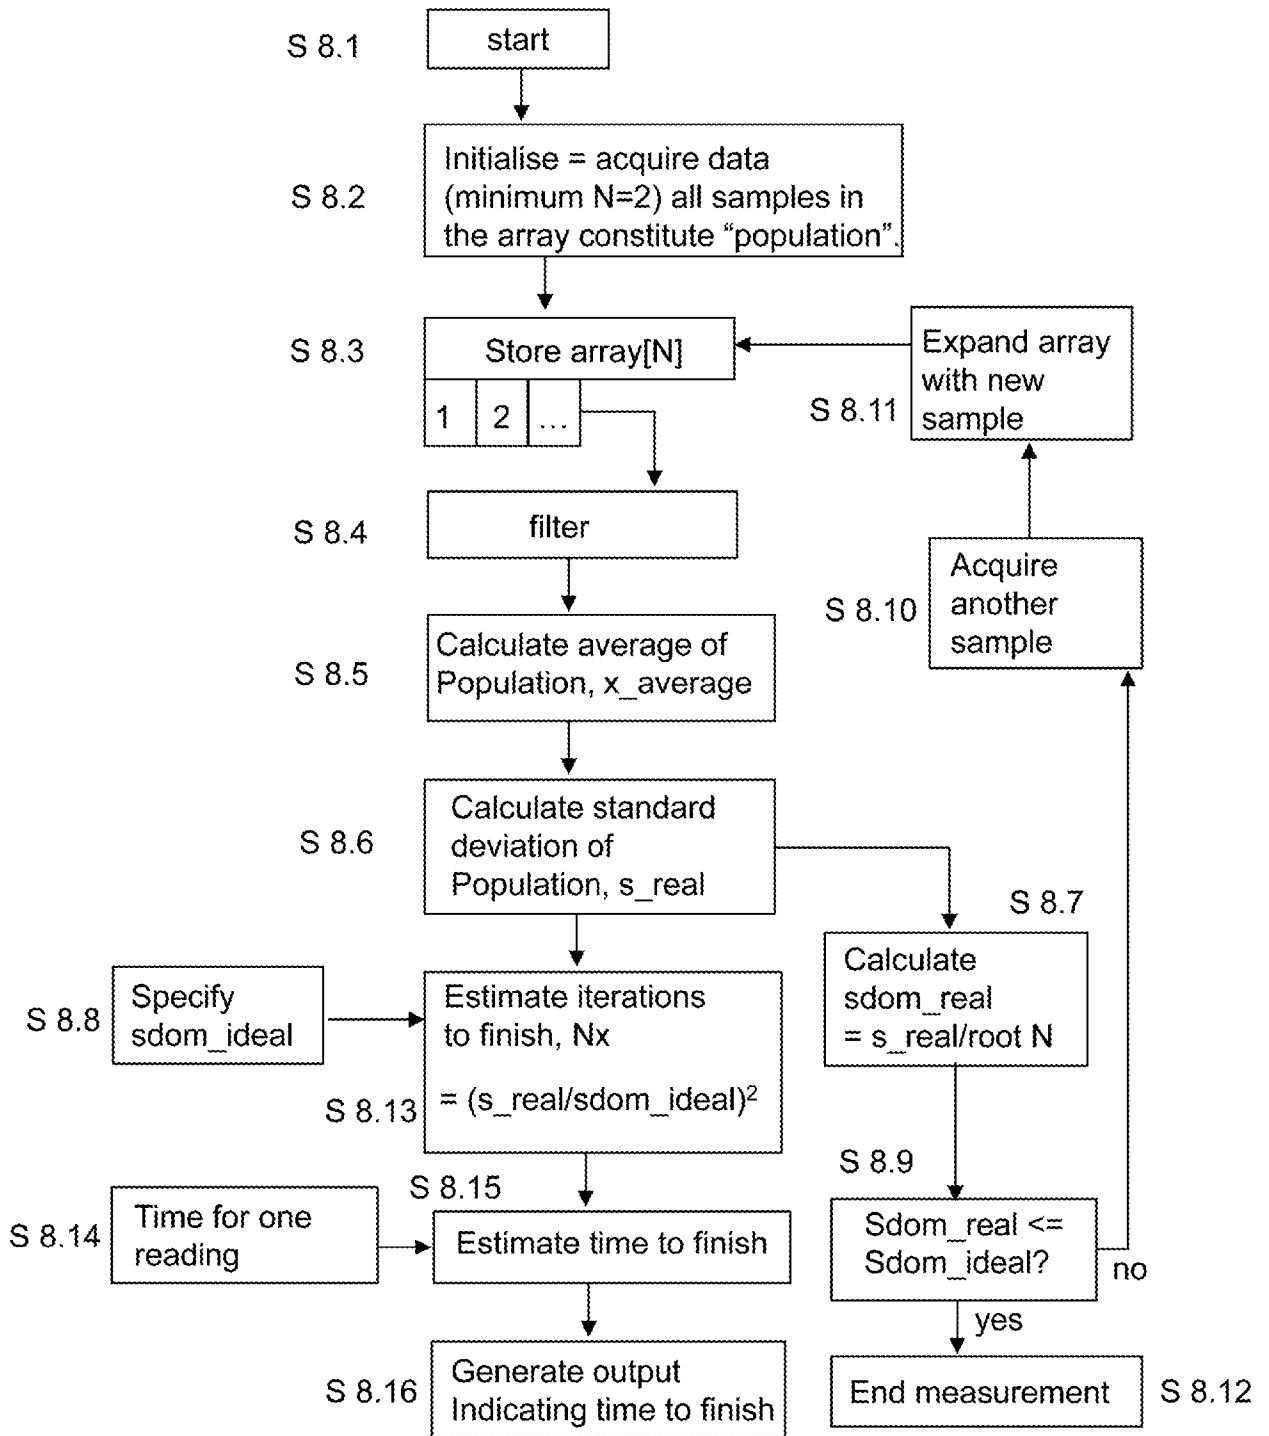 S 8.1
start
S 8.2
Initialise = acquire data
(minimum N=2) all samples in
the array constitute “population”.
S 8.3
Store array[N]
1
2
...
S 8.11
Expand array
with new
sample
S 8.4
filter
S 8.10
Acquire
another
sample
S 8.5
Calculate average of
Population, x_average
S 8.6
Calculate standard
deviation of
Population, s_real
S 8.7
Calculate
sdom_real
= s_real/root N
S 8.8
Specify
sdom_ideal
Estimate iterations
to finish, Nx
S 8.13
= (s_real/sdom_ideal)²
S 8.9
Sdom_real <=
Sdom_ideal?
no
yes
S 8.14
Time for one
reading
S 8.15
Estimate time to finish
S 8.16
Generate output
Indicating time to finish
End measurement
S 8.12